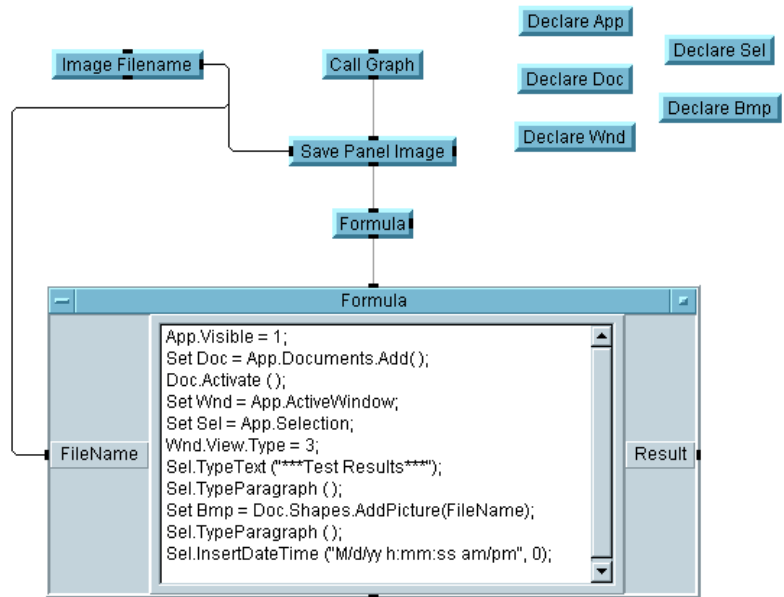 Declare App
Image Filename
Call Graph
Declare Sel
Declare Doc
Declare Bmp
Declare Wnd
Save Panel Image
Formula
Formula
App.Visible = 1;
Set Doc = App.Documents.Add( );
Doc.Activate ( );
Set Wnd = App.ActiveWindow;
Set Sel = App.Selection;
Wnd.View.Type = 3;
FileName
Sel.TypeText ("***Test Results***");
Sel.TypeParagraph ( );
Set Bmp = Doc.Shapes.AddPicture(FileName);
Sel.TypeParagraph ( );
Sel.InsertDateTime ("M/d/yy h:mm:ss am/pm", 0);
Result